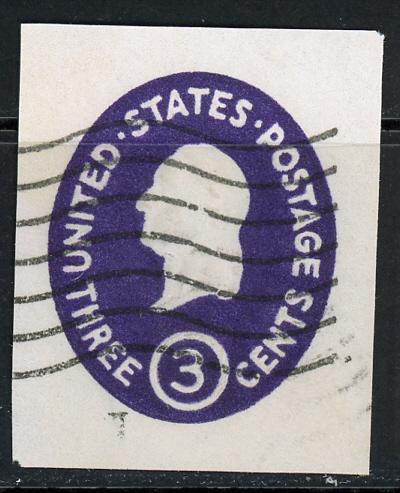 UNITED · STATES · POSTAGE
THREE 3 CENTS